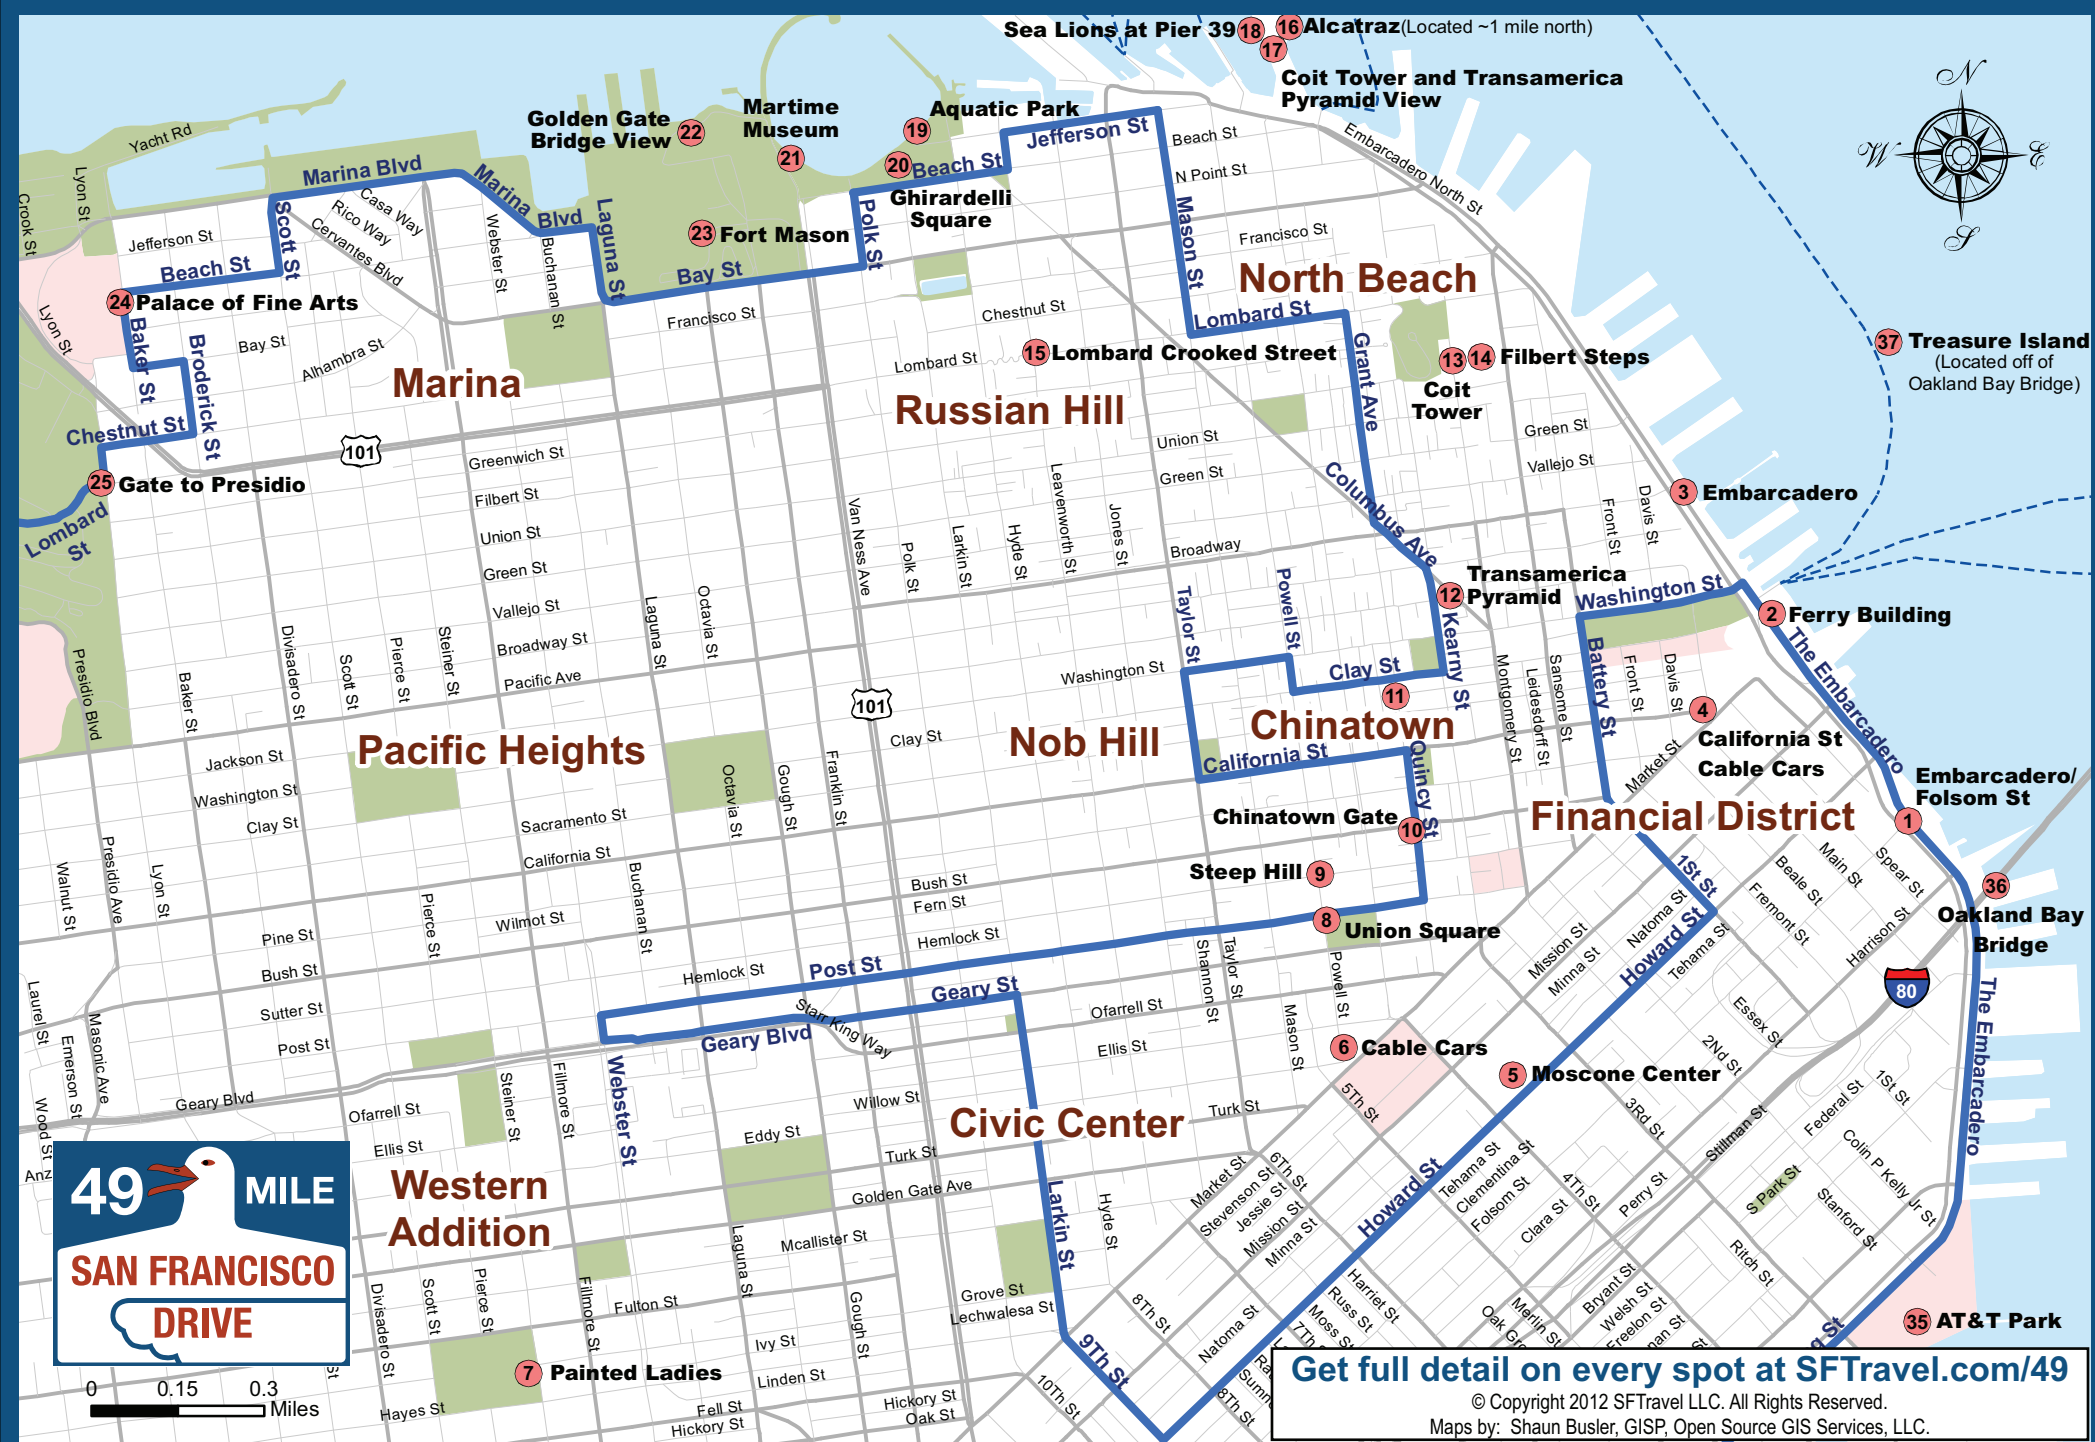 Sea Lions at Pier 39
18
16
Alcatraz (Located ~1 mile north)
17
Coit Tower and Transamerica
Pyramid View
N
W
E
S
Golden Gate
Bridge View
22
Martime
Museum
21
Aquatic Park
19
20
Ghirardelli
Square
Beach St
Jefferson St
Beach St
N Point St
Embarcadero North St
Yacht Rd
Lyon St
Crook St
Marina Blvd
Marina
Blvd
Casa Way
Rico Way
Cervantes Blvd
Scott St
Jefferson St
Beach St
Webster St
Buchanan St
Laguna St
23
Fort Mason
Bay St
Polk St
Mason St
Francisco St
North Beach
24
Palace of Fine Arts
Lyon St
Baker St
Broderick St
Bay St
Alhambra St
Marina
Francisco St
Chestnut St
Lombard St
15
Lombard Crooked Street
Lombard St
Grant Ave
13
14
Filbert Steps
Coit
Tower
37
Treasure Island
(Located off of
Oakland Bay Bridge)
Russian Hill
Chestnut St
101
25
Gate to Presidio
Lombard
St
Greenwich St
Filbert St
Union St
Green St
Vallejo St
Broadway St
Pacific Ave
Union St
Green St
Columbus Ave
Green St
Vallejo St
Front St
Davis St
3
Embarcadero
Van Ness Ave
Polk St
Larkin St
Hyde St
Leavenworth St
Jones St
Broadway
Taylor St
Powell St
12
Transamerica
Pyramid
Washington St
2
Ferry Building
The Embarcadero
Presidio Blvd
Baker St
Divisadero St
Scott St
Pierce St
Steiner St
Laguna St
Octavia St
Washington St
Clay St
11
Kearny St
Montgomery St
Leidesdorff St
Sansome St
Battery St
Front St
Davis St
4
California St
Cable Cars
Market St
101
Clay St
Nob Hill
Chinatown
California St
Quincy St
Pacific Heights
Jackson St
Washington St
Clay St
Sacramento St
California St
Octavia St
Gough St
Franklin St
Chinatown Gate
10
Financial District
Embarcadero/
Folsom St
1
Steep Hill
9
8
Union Square
1St St
Beale St
Main St
Spear St
Fremont St
Harrison St
36
Oakland Bay
Bridge
Walnut St
Presidio Ave
Lyon St
Pierce St
Wilmot St
Buchanan St
Bush St
Fern St
Hemlock St
Pine St
Bush St
Sutter St
Post St
Hemlock St
Post St
Geary St
Starr King Way
Geary Blvd
Shannon St
Taylor St
Powell St
Mason St
Ofarrell St
Ellis St
Mission St
Minna St
Natoma St
Howard St
Tehama St
80
The Embarcadero
Essex St
2Nd St
6
Cable Cars
5
Moscone Center
5Th St
Laurel St
Emerson St
Masonic Ave
Wood St
Anz
Geary Blvd
Ofarrell St
Ellis St
Steiner St
Fillmore St
Webster St
Willow St
Eddy St
Turk St
Golden Gate Ave
Civic Center
Turk St
3Rd St
Stillman St
Federal St
1St St
Colin P Kelly Jr St
S Park St
Stanford St
Western
Addition
Mcallister St
Laguna St
Larkin St
Hyde St
Market St
Stevenson St
Jessie St
Mission St
Minna St
6Th St
Howard St
Tehama St
Clementina St
Folsom St
Clara St
4Th St
Perry St
Ritch St
49 MILE
SAN FRANCISCO
DRIVE
0 0.15 0.3
Miles
Divisadero St
Scott St
Pierce St
Fillmore St
Fulton St
Ivy St
Linden St
Gough St
Grove St
Lechwalesa St
8Th St
Natoma St
Harriet St
Russ St
Moss St
7Th
Merlin St
Bryant St
Welsh St
Freelon St
35
AT&T Park
7
Painted Ladies
Hayes St
Fell St
Hickory St
Hickory St
Oak St
9Th St
10Th St
8Th St
Get full detail on every spot at SFTravel.com/49
© Copyright 2012 SFTravel LLC. All Rights Reserved.
Maps by: Shaun Busler, GISP, Open Source GIS Services, LLC.